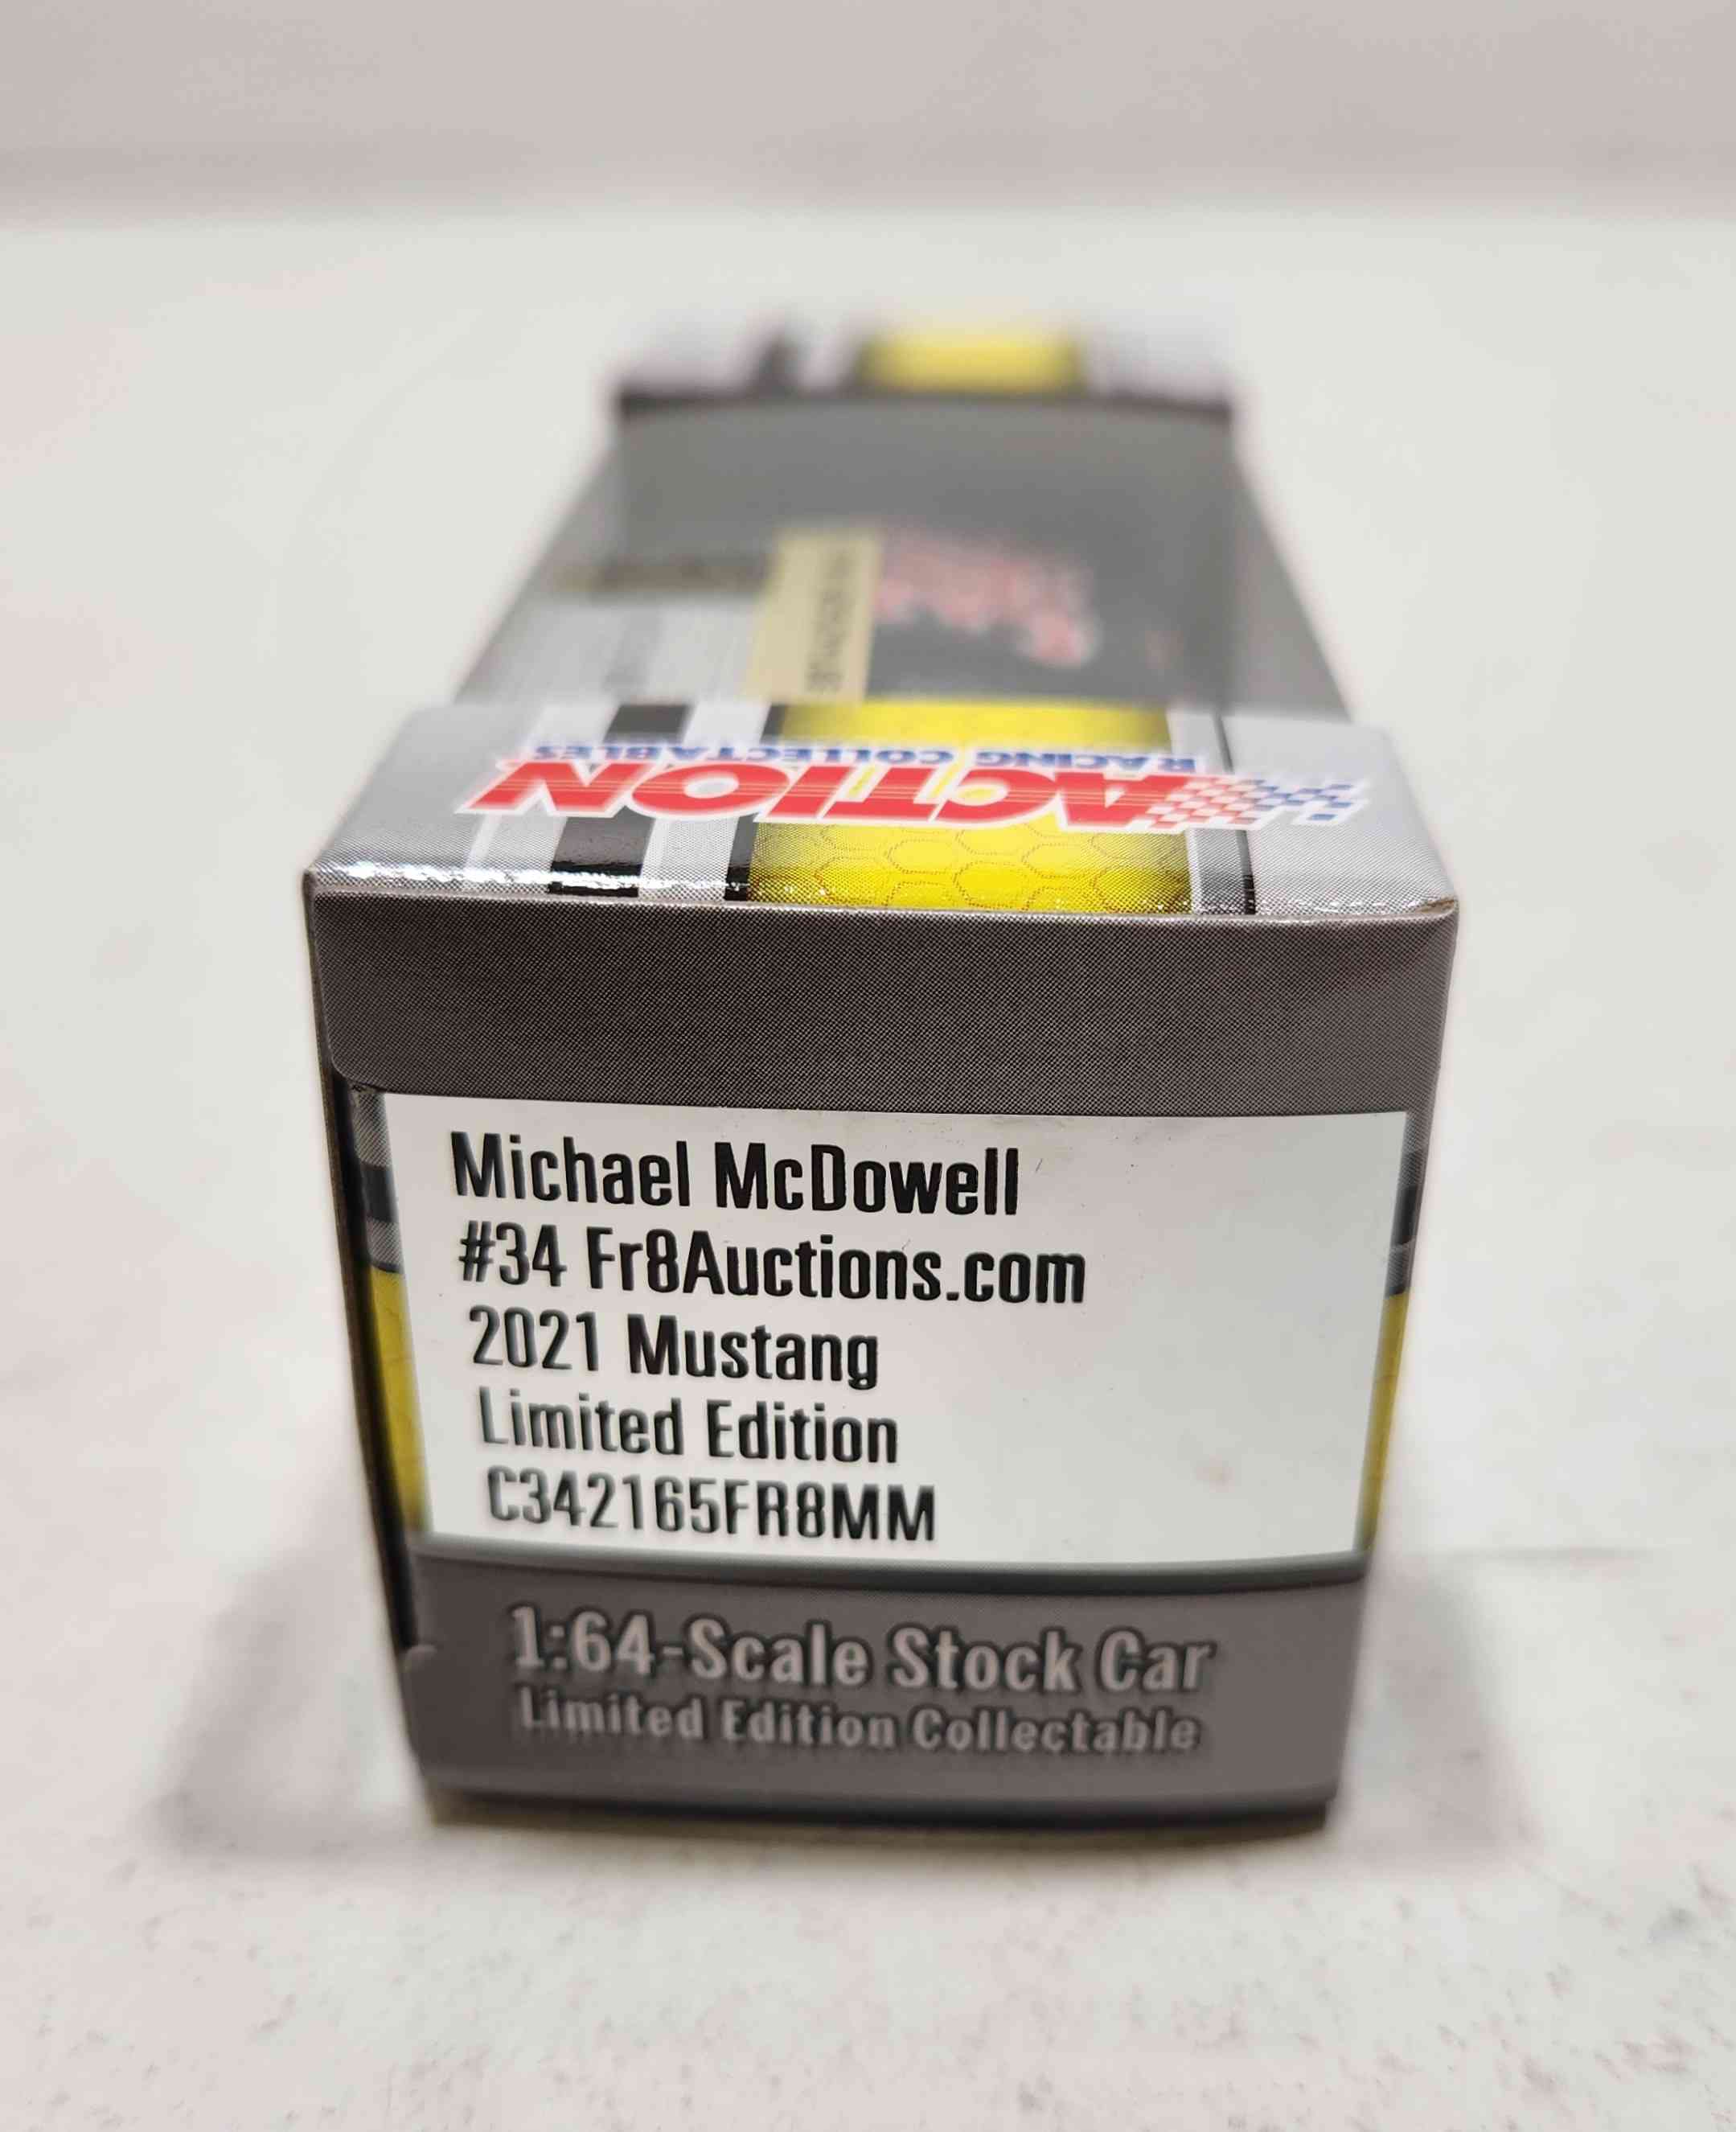 ACTION
RACING COLLECTABLES
Michael McDowell
#34 Fr8Auctions.com
2021 Mustang
Limited Edition
C342165FR8MM
1:64-Scale Stock Car
Limited Edition Collectable